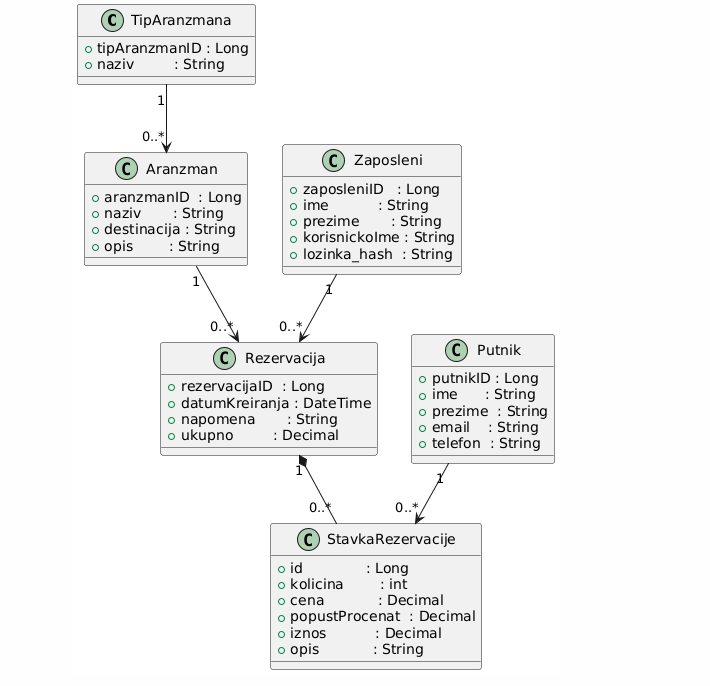 C TipAranzmana
tipAranzmanID : Long
naziv : String
1
0..*
C Aranzman
aranzmanID : Long
naziv : String
destinacija : String
opis : String
C Zaposleni
zaposleniID : Long
ime : String
prezime : String
korisnickoIme : String
lozinka_hash : String
1
0..*
1
0..*
C Rezervacija
rezervacijaID : Long
datumKreiranja : DateTime
napomena : String
ukupno : Decimal
C Putnik
putnikID : Long
ime : String
prezime : String
email : String
telefon : String
1
0..*
1
0..*
C StavkaRezervacije
id : Long
kolicina : int
cena : Decimal
popustProcenat : Decimal
iznos : Decimal
opis : String